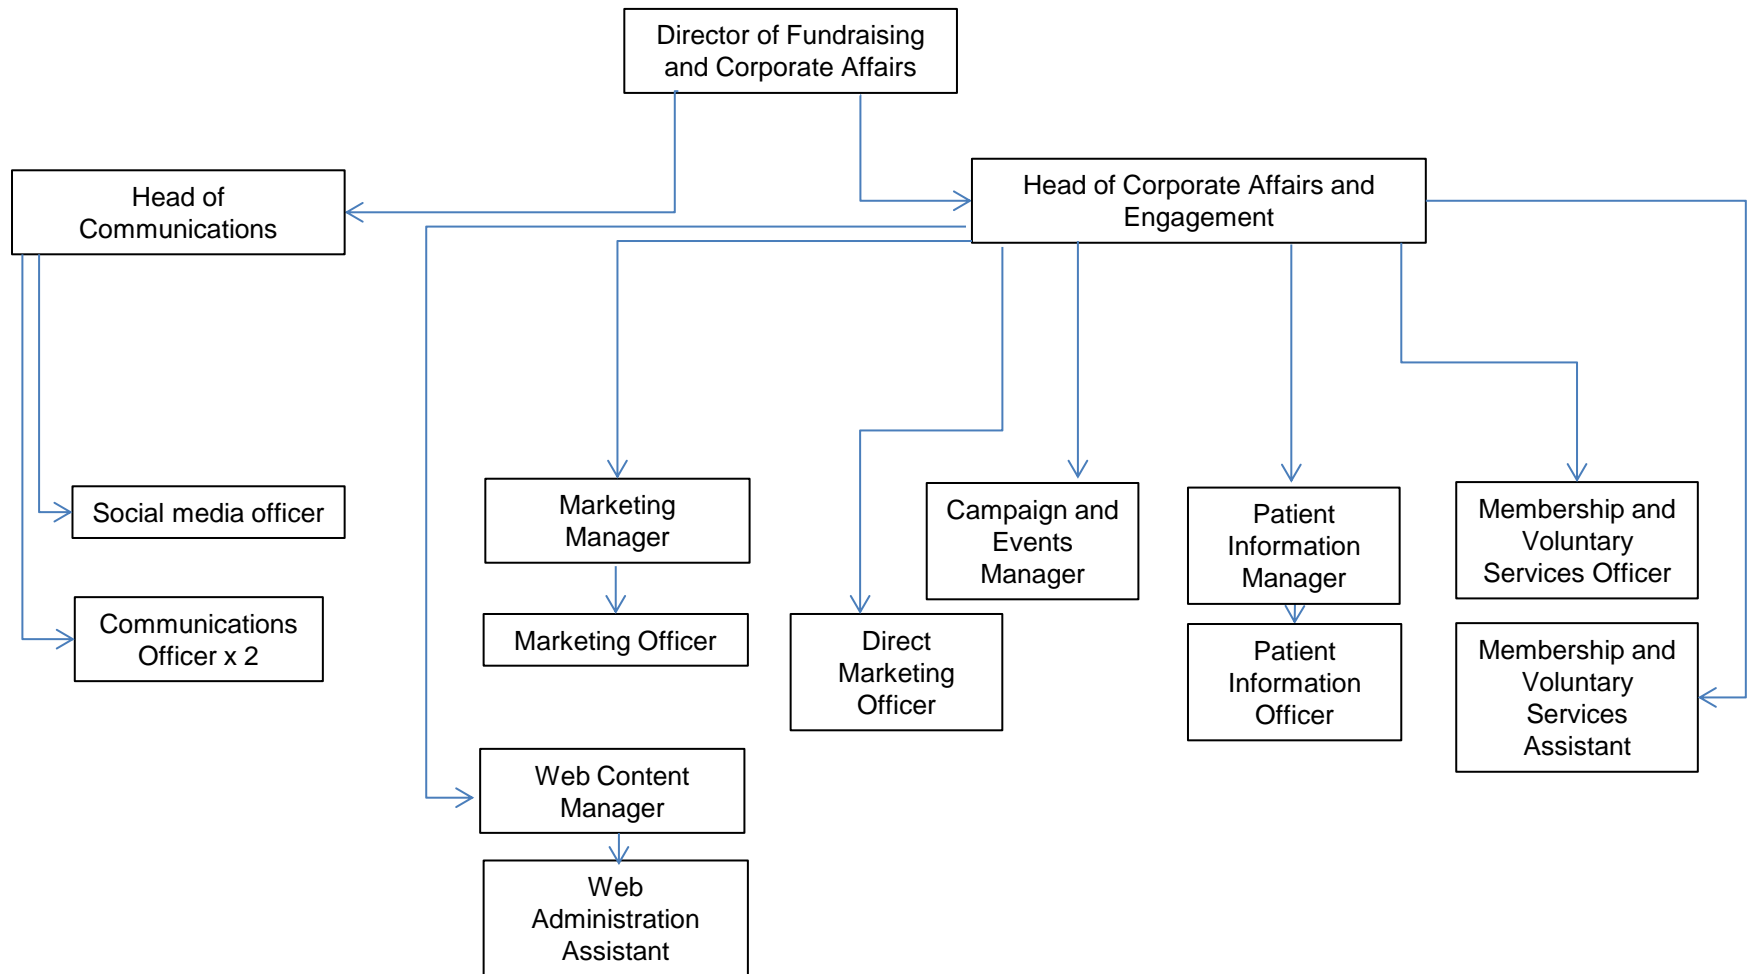 Director of Fundraising
and Corporate Affairs
Head of
Communications
Head of Corporate Affairs and
Engagement
Social media officer
Communications
Officer x 2
Marketing
Manager
Marketing Officer
Web Content
Manager
Web
Administration
Assistant
Direct
Marketing
Officer
Campaign and
Events
Manager
Patient
Information
Manager
Patient
Information
Officer
Membership and
Voluntary
Services Officer
Membership and
Voluntary
Services
Assistant